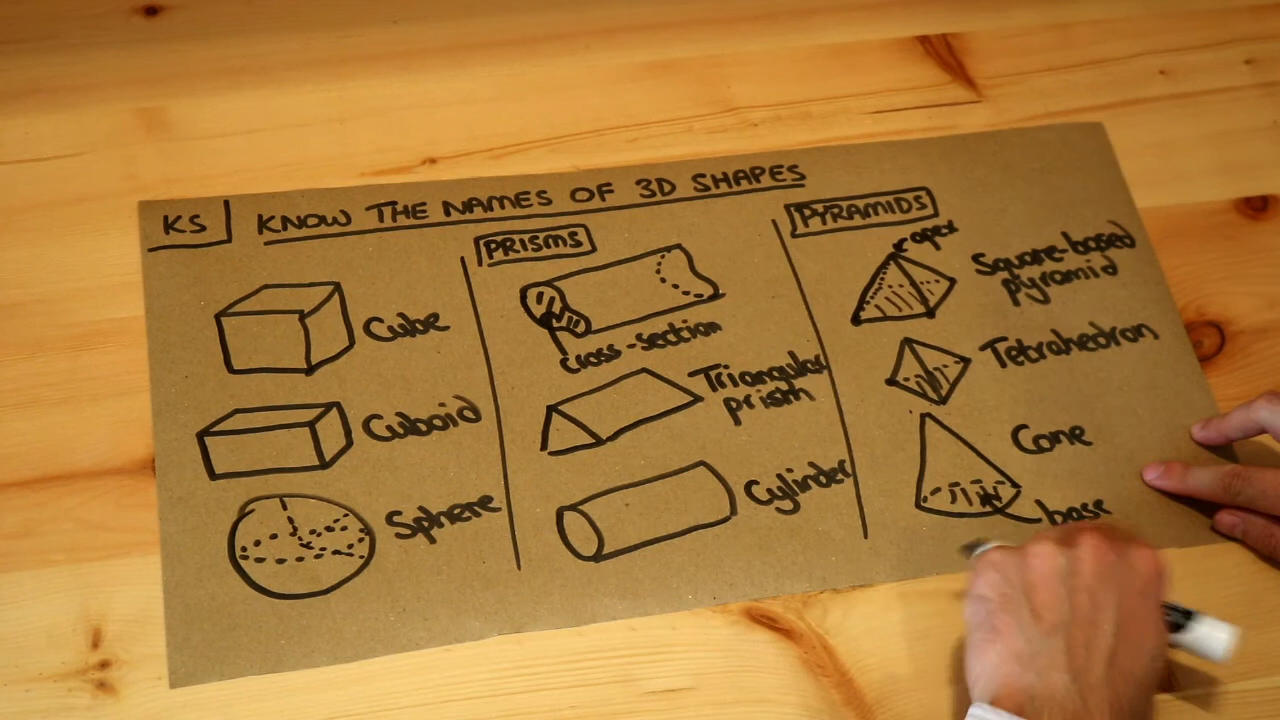 KS
KNOW THE NAMES OF 3D SHAPES
Cube
Cuboid
Sphere
PRISMS
cross-section
Triangular
prism
Cylinder
PYRAMIDS
apex
Square-based
pyramid
Tetrahedron
Cone
base